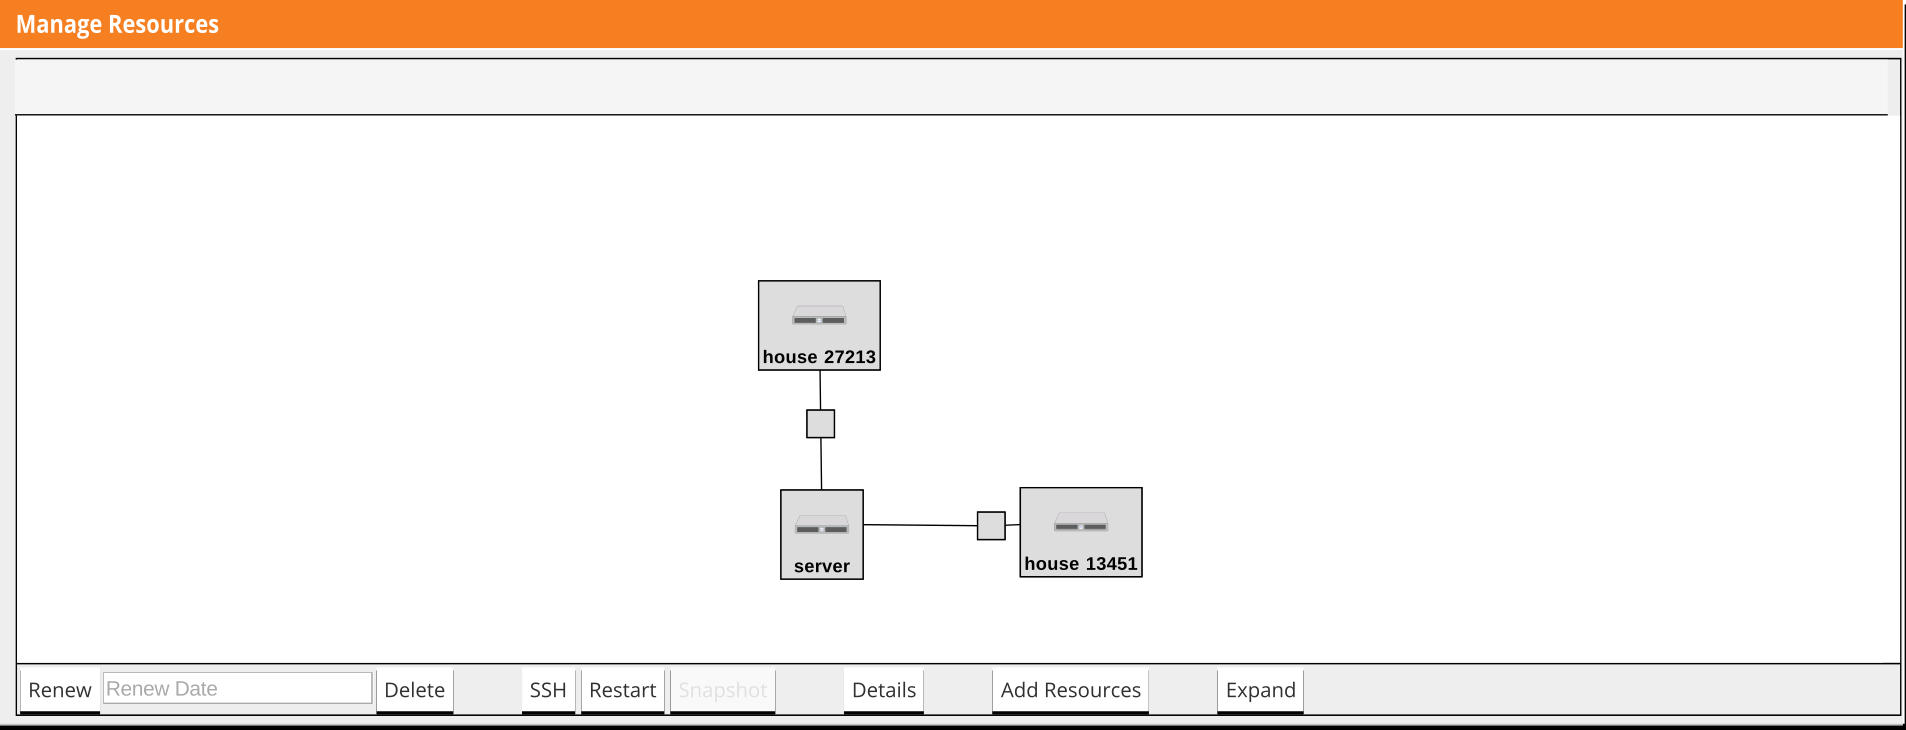 Manage Resources
house 27213
server
house 13451
Renew
Renew Date
Delete
SSH
Restart
Snapshot
Details
Add Resources
Expand